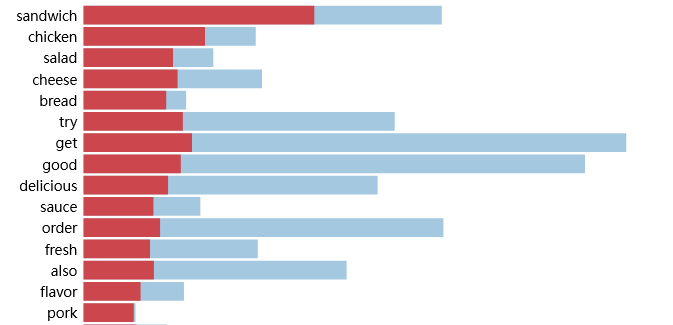 sandwich
chicken
salad
cheese
bread
try
get
good
delicious
sauce
order
fresh
also
flavor
pork